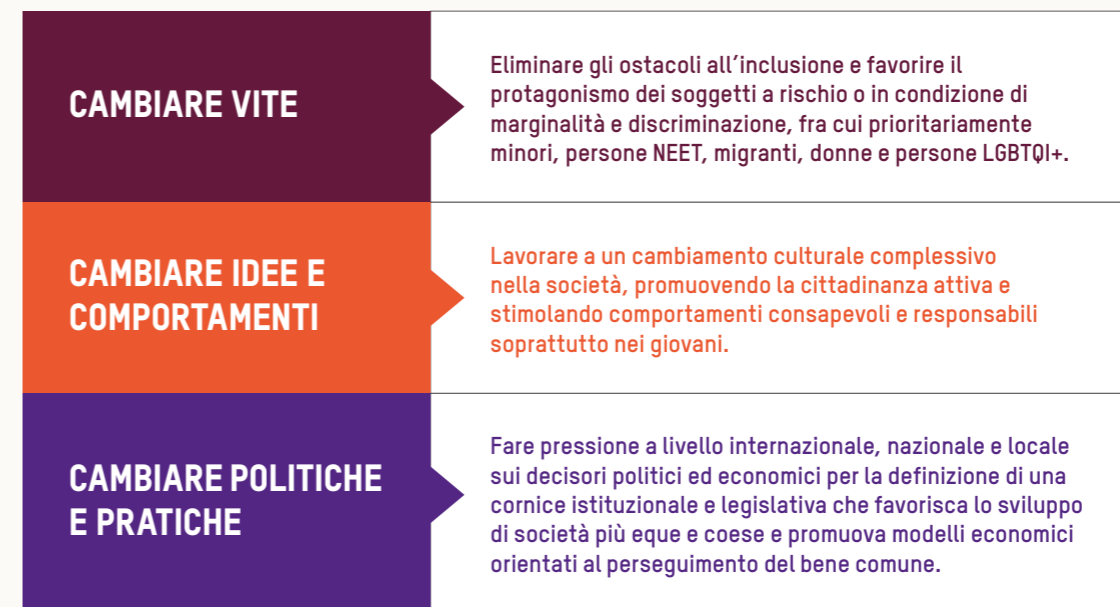 CAMBIARE VITE
Eliminare gli ostacoli all’inclusione e favorire il
protagonismo dei soggetti a rischio o in condizione di
marginalità e discriminazione, fra cui prioritariamente
minori, persone NEET, migranti, donne e persone LGBTQI+.
CAMBIARE IDEE E
COMPORTAMENTI
Lavorare a un cambiamento culturale complessivo
nella società, promuovendo la cittadinanza attiva e
stimolando comportamenti consapevoli e responsabili
soprattutto nei giovani.
CAMBIARE POLITICHE
E PRATICHE
Fare pressione a livello internazionale, nazionale e locale
sui decisori politici ed economici per la definizione di una
cornice istituzionale e legislativa che favorisca lo sviluppo
di società più eque e coese e promuova modelli economici
orientati al perseguimento del bene comune.